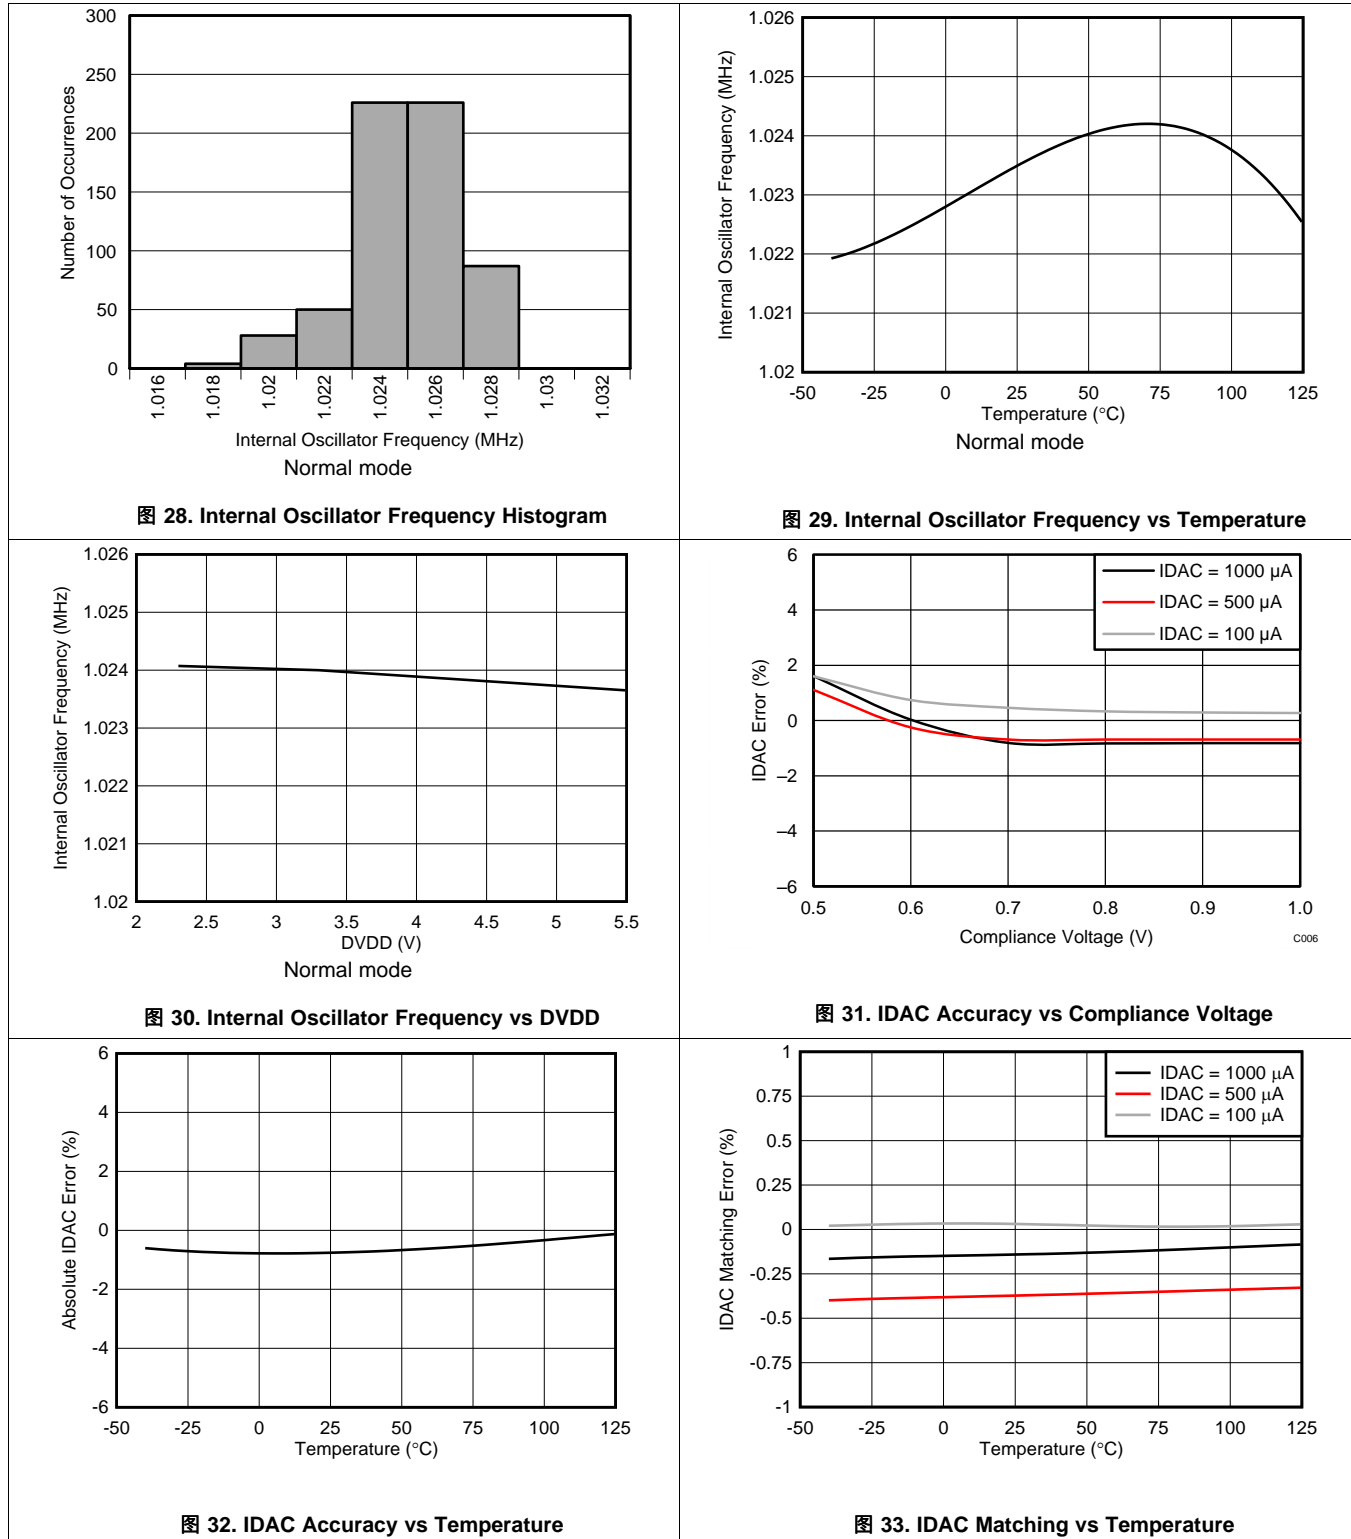 300
250
200
150
100
50
0
Number of Occurrences
1.016
1.018
1.02
1.022
1.024
1.026
1.028
1.03
1.032
Internal Oscillator Frequency (MHz)
Normal mode
图 28. Internal Oscillator Frequency Histogram
1.026
1.025
1.024
1.023
1.022
1.021
1.02
Internal Oscillator Frequency (MHz)
-50 -25 0 25 50 75 100 125
Temperature (°C)
Normal mode
图 29. Internal Oscillator Frequency vs Temperature
1.026
1.025
1.024
1.023
1.022
1.021
1.02
Internal Oscillator Frequency (MHz)
2 2.5 3 3.5 4 4.5 5 5.5
DVDD (V)
Normal mode
图 30. Internal Oscillator Frequency vs DVDD
6
4
2
0
–2
–4
–6
IDAC Error (%)
IDAC = 1000 µA
IDAC = 500 µA
IDAC = 100 µA
0.5 0.6 0.7 0.8 0.9 1.0
Compliance Voltage (V)
C006
图 31. IDAC Accuracy vs Compliance Voltage
6
4
2
0
-2
-4
-6
Absolute IDAC Error (%)
-50 -25 0 25 50 75 100 125
Temperature (°C)
图 32. IDAC Accuracy vs Temperature
1
0.75
0.5
0.25
0
-0.25
-0.5
-0.75
-1
IDAC Matching Error (%)
IDAC = 1000 µA
IDAC = 500 µA
IDAC = 100 µA
-50 -25 0 25 50 75 100 125
Temperature (°C)
图 33. IDAC Matching vs Temperature